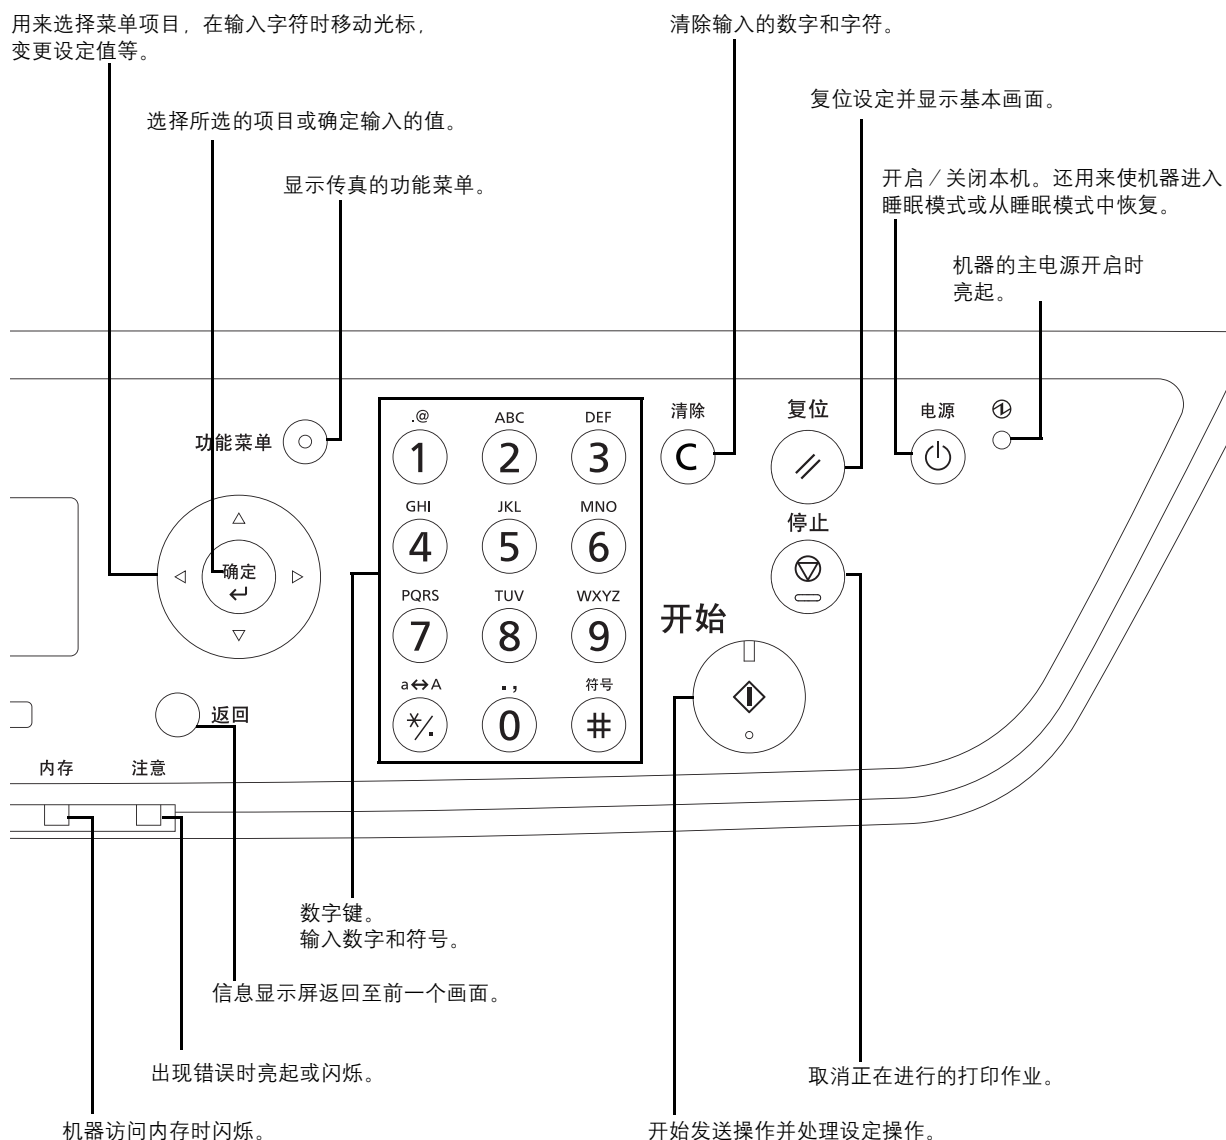 用来选择菜单项目，在输入字符时移动光标，
变更设定值等。
清除输入的数字和字符。
复位设定并显示基本画面。
选择所选的项目或确定输入的值。
显示传真的功能菜单。
开启／关闭本机。还用来使机器进入
睡眠模式或从睡眠模式中恢复。
机器的主电源开启时
亮起。
功能菜单
.@
ABC
DEF
清除
复位
电源
1
2
3
C
GHI
JKL
MNO
停止
4
5
6
确定
PQRS
TUV
WXYZ
7
8
9
开始
a↔A
.,
符号
*/.
0
#
返回
内存
注意
数字键。
输入数字和符号。
信息显示屏返回至前一个画面。
出现错误时亮起或闪烁。
取消正在进行的打印作业。
机器访问内存时闪烁。
开始发送操作并处理设定操作。